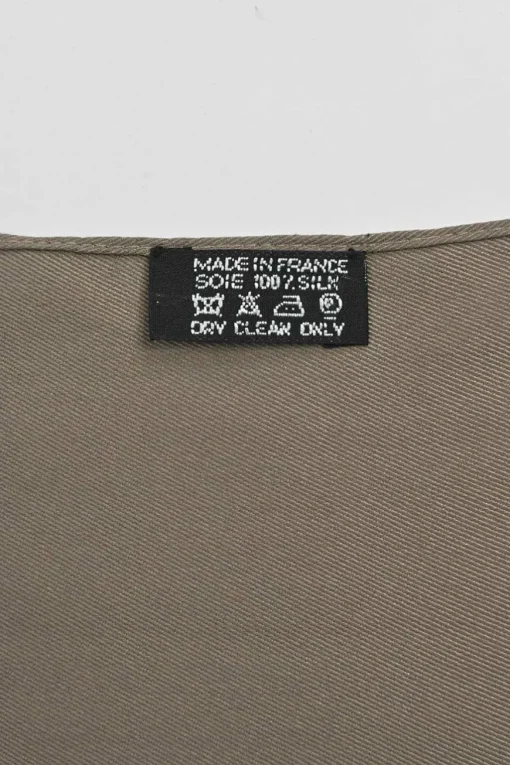 MADE IN FRANCE
SOIE 100% SILK
DRY CLEAN ONLY